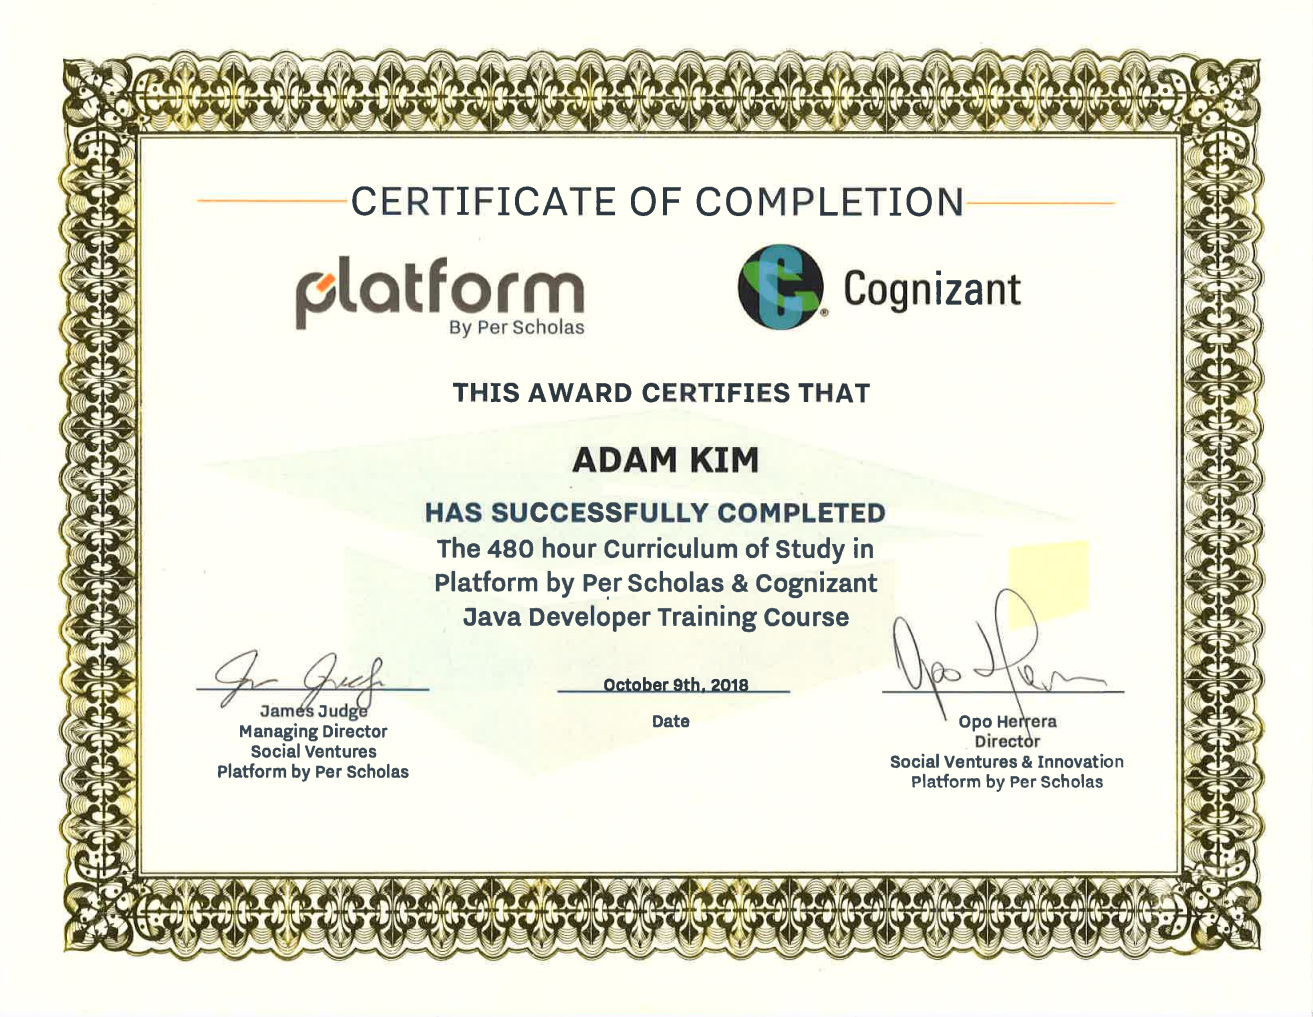 CERTIFICATE OF COMPLETION
platform
By Per Scholas
Cognizant
THIS AWARD CERTIFIES THAT
ADAM KIM
HAS SUCCESSFULLY COMPLETED
The 480 hour Curriculum of Study in
Platform by Per Scholas & Cognizant
Java Developer Training Course
James Judge
Managing Director
Social Ventures
Platform by Per Scholas
October 9th, 2018
Date
Opo Herrera
Director
Social Ventures & Innovation
Platform by Per Scholas